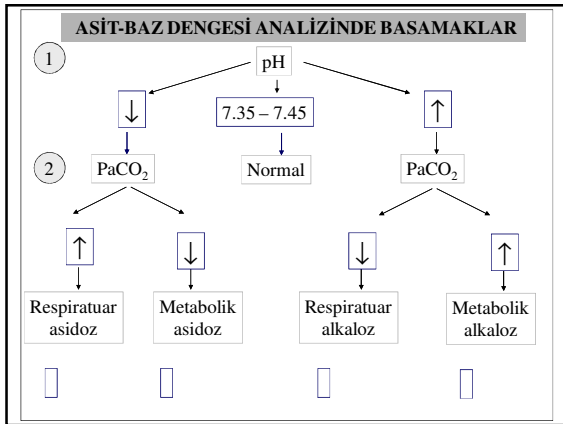 ASİT-BAZ DENGESİ ANALİZİNDE BASAMAKLAR
1
pH
↓
7.35 – 7.45
↑
2
PaCO₂
Normal
PaCO₂
↑
↓
↓
↑
Respiratuar
asidoz
Metabolik
asidoz
Respiratuar
alkaloz
Metabolik
alkaloz